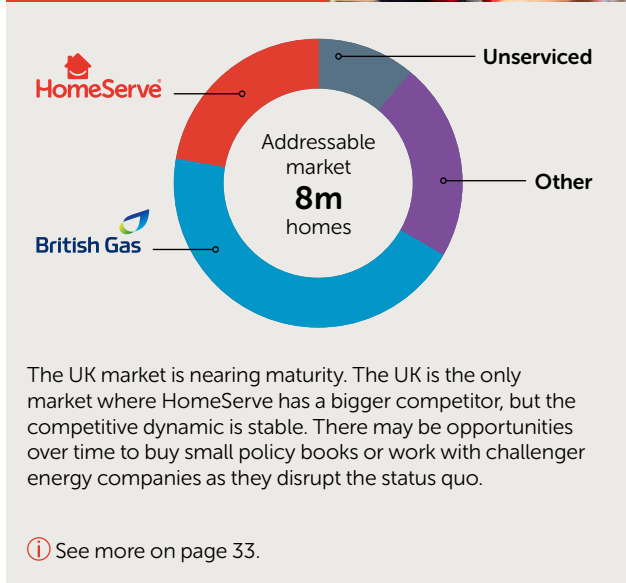 Unserviced
HomeServe®
Addressable
market
8m
homes
Other
British Gas
The UK market is nearing maturity. The UK is the only
market where HomeServe has a bigger competitor, but the
competitive dynamic is stable. There may be opportunities
over time to buy small policy books or work with challenger
energy companies as they disrupt the status quo.
See more on page 33.